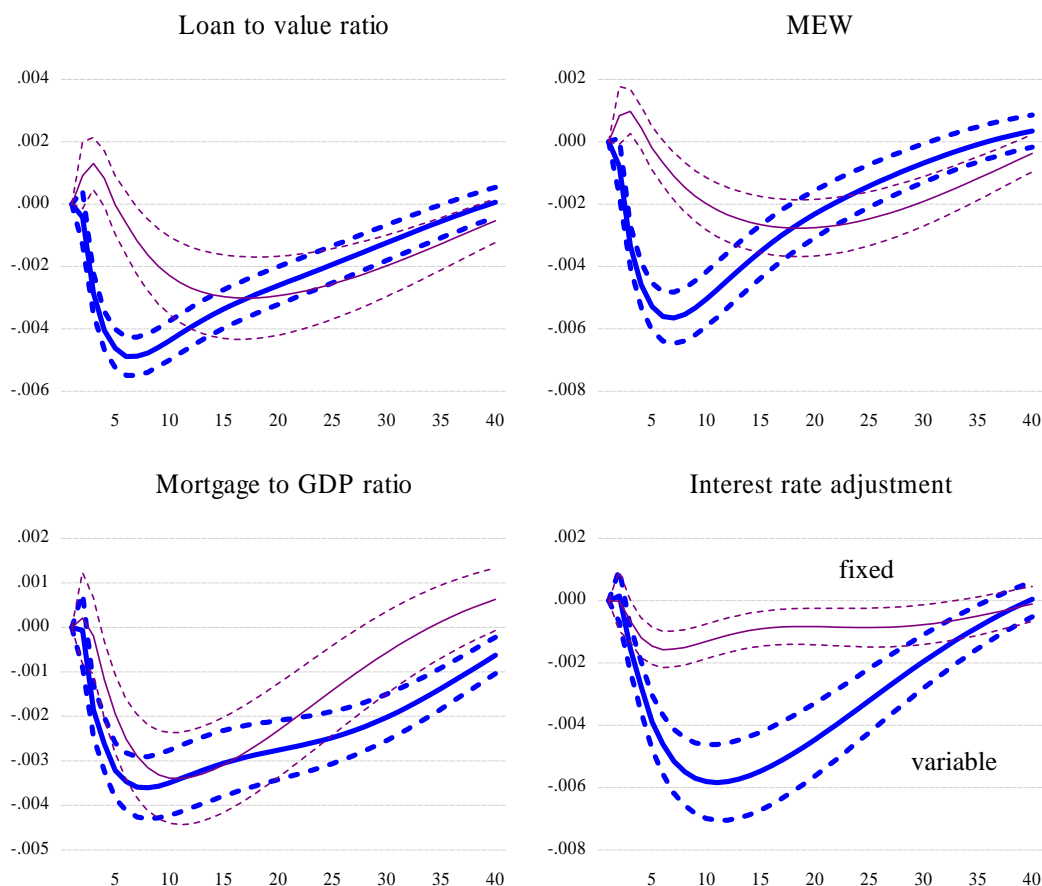 Loan to value ratio
.004
.002
.000
-.002
-.004
-.006
5 10 15 20 25 30 35 40
MEW
.002
.000
-.002
-.004
-.006
-.008
5 10 15 20 25 30 35 40
Mortgage to GDP ratio
.002
.001
.000
-.001
-.002
-.003
-.004
-.005
5 10 15 20 25 30 35 40
Interest rate adjustment
.002
fixed
.000
-.002
-.004
variable
-.006
-.008
5 10 15 20 25 30 35 40